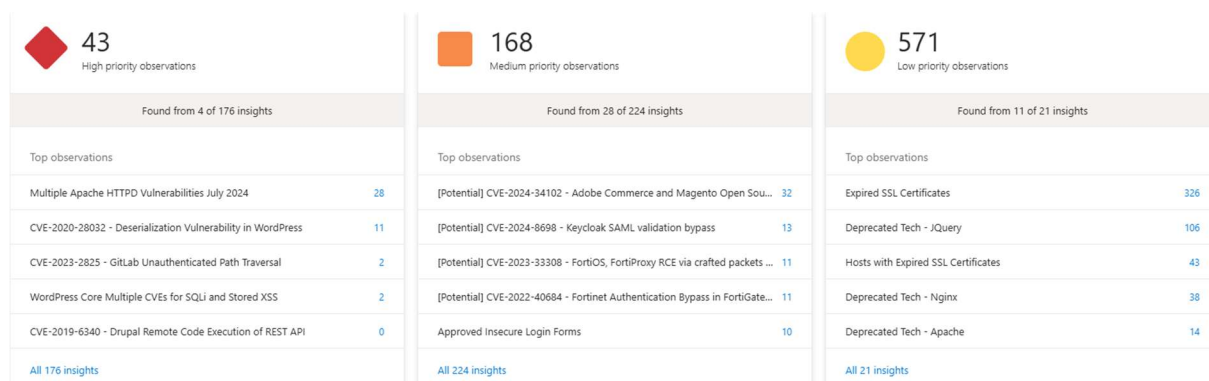 43
High priority observations
Found from 4 of 176 insights
Top observations
Multiple Apache HTTPD Vulnerabilities July 2024 28
CVE-2020-28032 - Deserialization Vulnerability in WordPress 11
CVE-2023-2825 - GitLab Unauthenticated Path Traversal 2
WordPress Core Multiple CVEs for SQLi and Stored XSS 2
CVE-2019-6340 - Drupal Remote Code Execution of REST API 0
All 176 insights
168
Medium priority observations
Found from 28 of 224 insights
Top observations
[Potential] CVE-2024-34102 - Adobe Commerce and Magento Open Sou... 32
[Potential] CVE-2024-8698 - Keycloak SAML validation bypass 13
[Potential] CVE-2023-33308 - FortiOS, FortiProxy RCE via crafted packets ... 11
[Potential] CVE-2022-40684 - Fortinet Authentication Bypass in FortiGate... 11
Approved Insecure Login Forms 10
All 224 insights
571
Low priority observations
Found from 11 of 21 insights
Top observations
Expired SSL Certificates 326
Deprecated Tech - JQuery 106
Hosts with Expired SSL Certificates 43
Deprecated Tech - Nginx 38
Deprecated Tech - Apache 14
All 21 insights